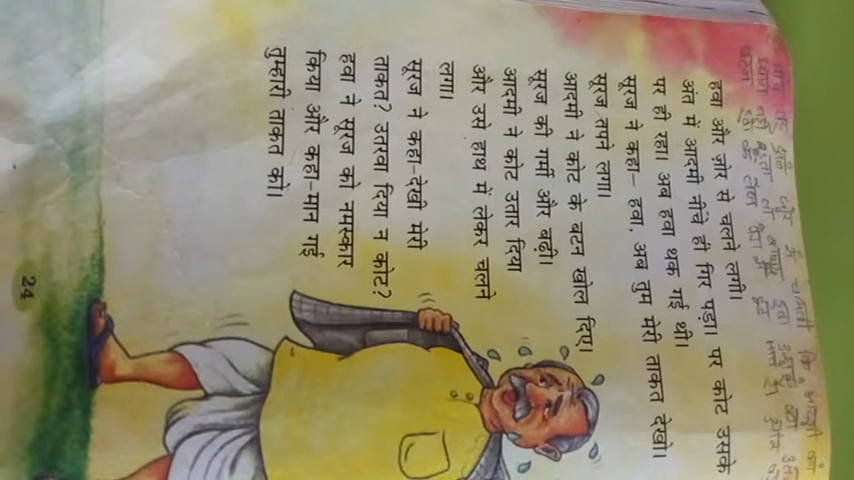 हवा और ज़ोर से चलने लगी।
अंत में आदमी नीचे ही गिर पड़ा। पर कोट उसके
पर ही रहा। अब हवा थक गई थी।
सूरज ने कहा- हवा, अब तुम मेरी ताकत देखो।
सूरज तपने लगा।
आदमी ने कोट के बटन खोल दिए।
सूरज की गर्मी और बढ़ी।
आदमी ने कोट उतार दिया
और उसे हाथ में लेकर चलने
लगा।
सूरज ने कहा-देखी मेरी
ताकत? उतरवा दिया न कोट?
हवा ने सूरज को नमस्कार
किया और कहा-मान गई
तुम्हारी ताकत को।
24